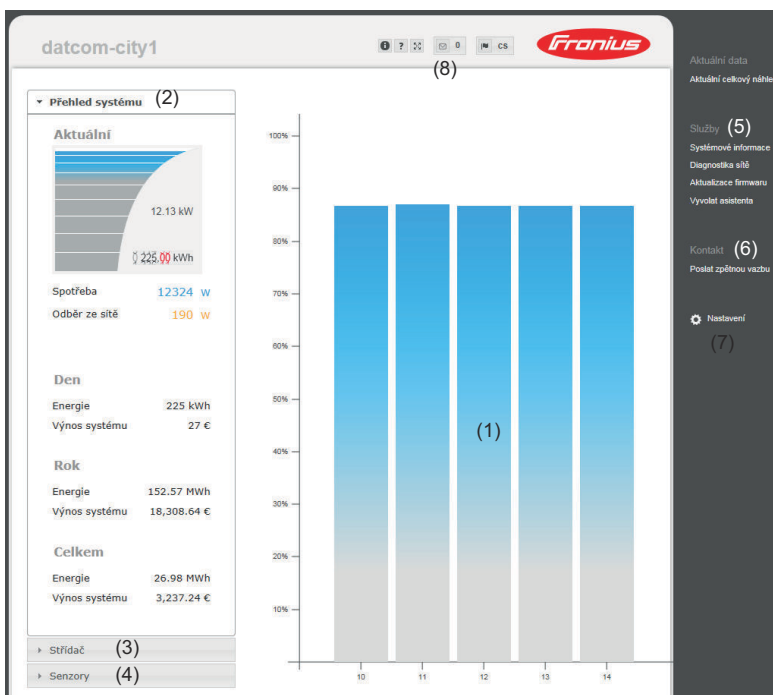 datcom-city1
? 0 CS
Fronius
(8)
Přehled systému (2)
Aktuální
12.13 kW
225.00 kWh
Spotřeba 12324 W
Odběr ze sítě 190 W
Den
Energie 225 kWh
Výnos systému 27 €
Rok
Energie 152.57 MWh
Výnos systému 18,308.64 €
Celkem
Energie 26.98 MWh
Výnos systému 3,237.24 €
Střídač (3)
Senzory (4)
100%
90%
80%
70%
60%
50%
40%
30%
20%
10%
(1)
10 11 12 13 14
Aktuální data
Aktuální celkový náhle
Služby (5)
Systémové informace
Diagnostika sítě
Aktualizace firmwaru
Vyvolat asistenta
Kontakt (6)
Poslat zpětnou vazbu
Nastavení
(7)